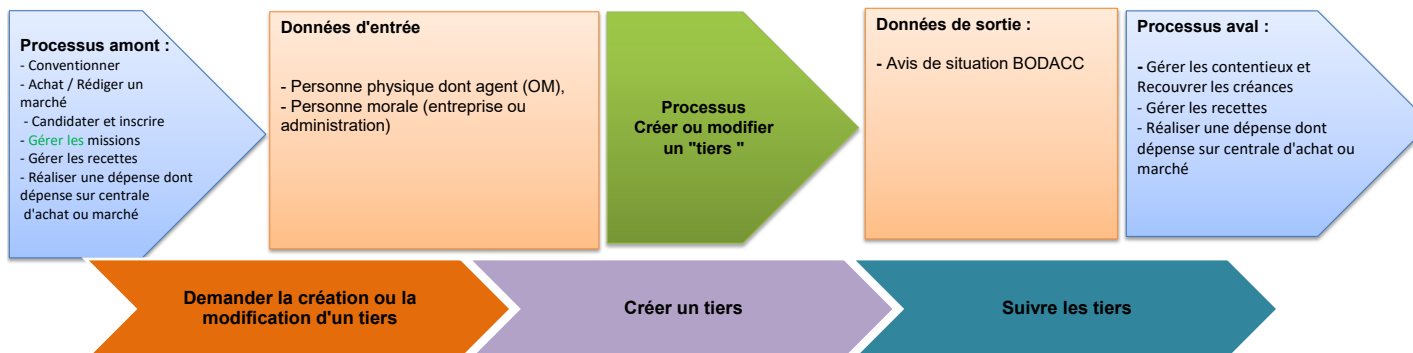 Processus amont :
- Conventionner
- Achat / Rédiger un
marché
- Candidater et inscrire
- Gérer les missions
- Gérer les recettes
- Réaliser une dépense dont
dépense sur centrale
d'achat ou marché
Données d'entrée
- Personne physique dont agent (OM),
- Personne morale (entreprise ou
administration)
Processus
Créer ou modifier
un "tiers "
Données de sortie :
- Avis de situation BODACC
Processus aval :
- Gérer les contentieux et
Recouvrer les créances
- Gérer les recettes
- Réaliser une dépense dont
dépense sur centrale d'achat ou
marché
Demander la création ou la
modification d'un tiers
Créer un tiers
Suivre les tiers